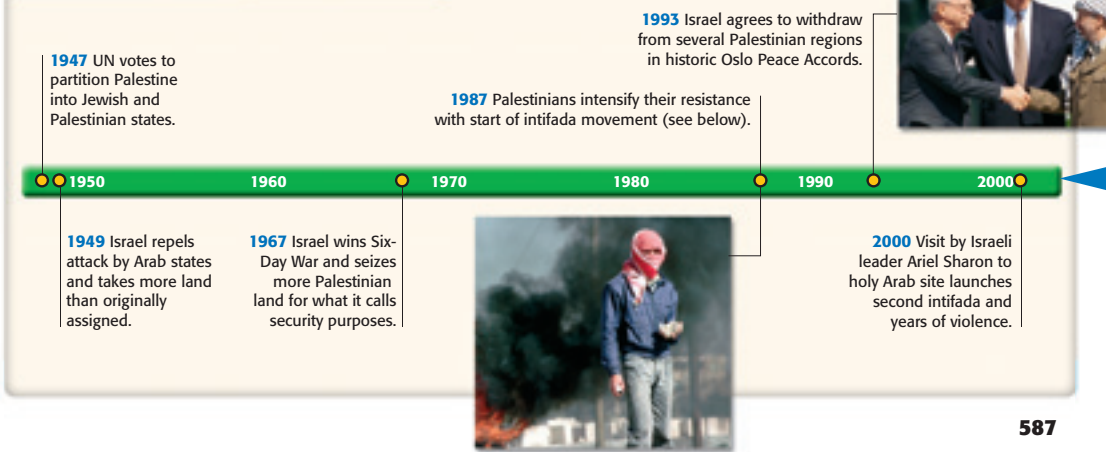 1993 Israel agrees to withdraw
from several Palestinian regions
in historic Oslo Peace Accords.
1947 UN votes to
partition Palestine
into Jewish and
Palestinian states.
1987 Palestinians intensify their resistance
with start of intifada movement (see below).
1950 1960 1970 1980 1990 2000
1949 Israel repels
attack by Arab states
and takes more land
than originally
assigned.
1967 Israel wins Six-
Day War and seizes
more Palestinian
land for what it calls
security purposes.
2000 Visit by Israeli
leader Ariel Sharon to
holy Arab site launches
second intifada and
years of violence.
587